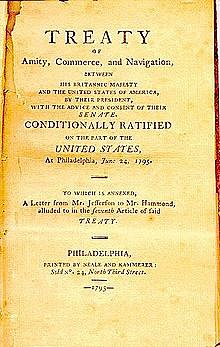 TREATY
OF
Amity, Commerce, and Navigation,
BETWEEN
HIS BRITANNIC MAJESTY
AND THE UNITED STATES OF AMERICA,
BY THEIR PRESIDENT,
WITH THE ADVICE AND CONSENT OF THEIR
SENATE.
CONDITIONALLY RATIFIED
ON THE PART OF THE
UNITED STATES,
At Philadelphia, June 24, 1795.
TO WHICH IS ANNEXED,
A Letter from Mr. Jefferson to Mr. Hammond,
alluded to in the seventh Article of said
TREATY.
PHILADELPHIA,
PRINTED BY NEALE AND KAMMERER:
Sold No. 24, North Third Street.
—1795—